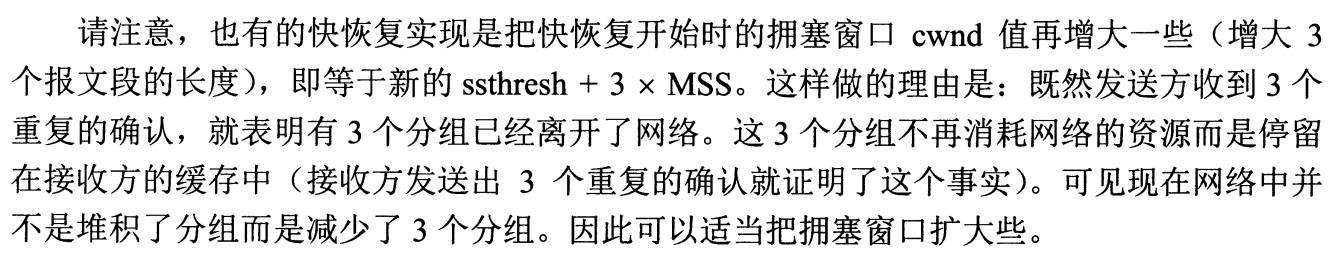 请注意，也有的快恢复实现是把快恢复开始时的拥塞窗口 cwnd 值再增大一些（增大 3
个报文段的长度），即等于新的 ssthresh + 3 × MSS。这样做的理由是：既然发送方收到 3 个
重复的确认，就表明有 3 个分组已经离开了网络。这 3 个分组不再消耗网络的资源而是停留
在接收方的缓存中（接收方发送出 3 个重复的确认就证明了这个事实）。可见现在网络中并
不是堆积了分组而是减少了 3 个分组。因此可以适当把拥塞窗口扩大些。